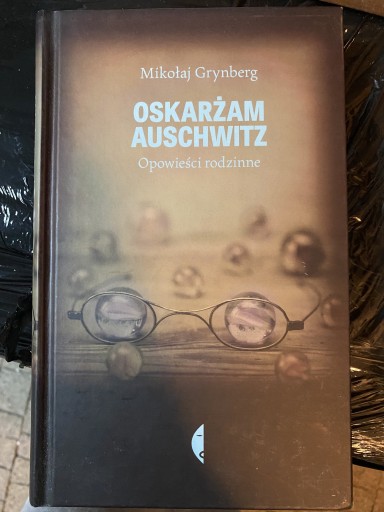 Mikołaj Grynberg
OSKARŻAM
AUSCHWITZ
Opowieści rodzinne